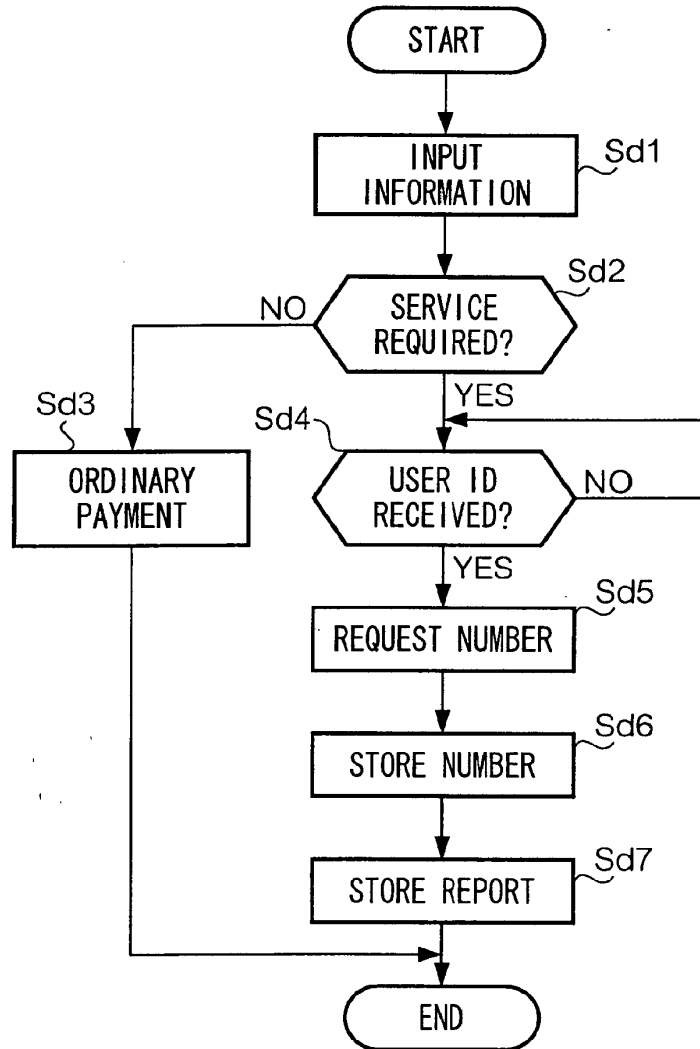 START
INPUT
INFORMATION
Sd1
SERVICE
REQUIRED?
Sd2
NO
YES
Sd3
ORDINARY
PAYMENT
Sd4
USER ID
RECEIVED?
NO
YES
Sd5
REQUEST NUMBER
Sd6
STORE NUMBER
Sd7
STORE REPORT
END